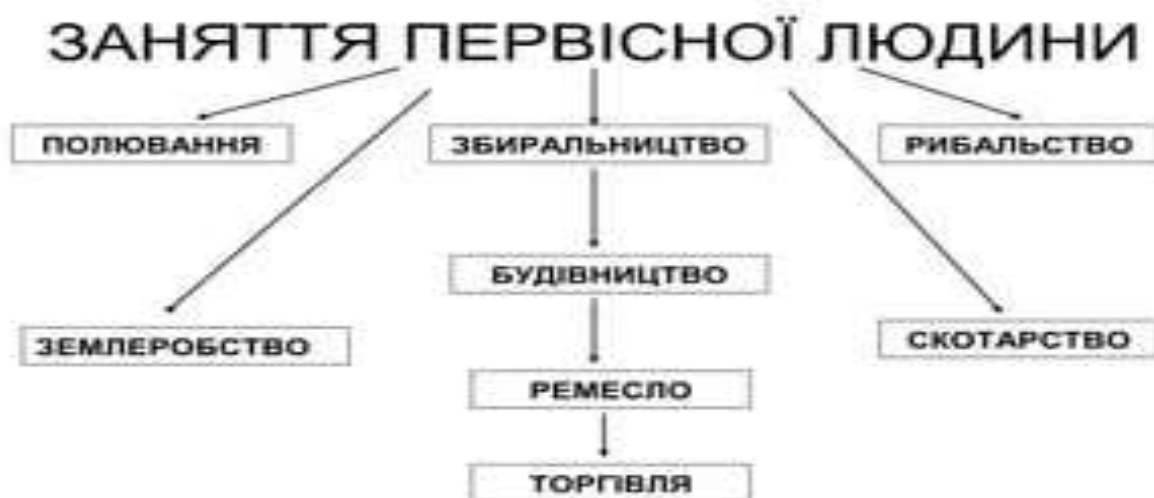 ЗАНЯТТЯ ПЕРВІСНОЇ ЛЮДИНИ
ПОЛЮВАННЯ
ЗБИРАЛЬНИЦТВО
РИБАЛЬСТВО
БУДІВНИЦТВО
ЗЕМЛЕРОБСТВО
СКОТАРСТВО
РЕМЕСЛО
ТОРГІВЛЯ